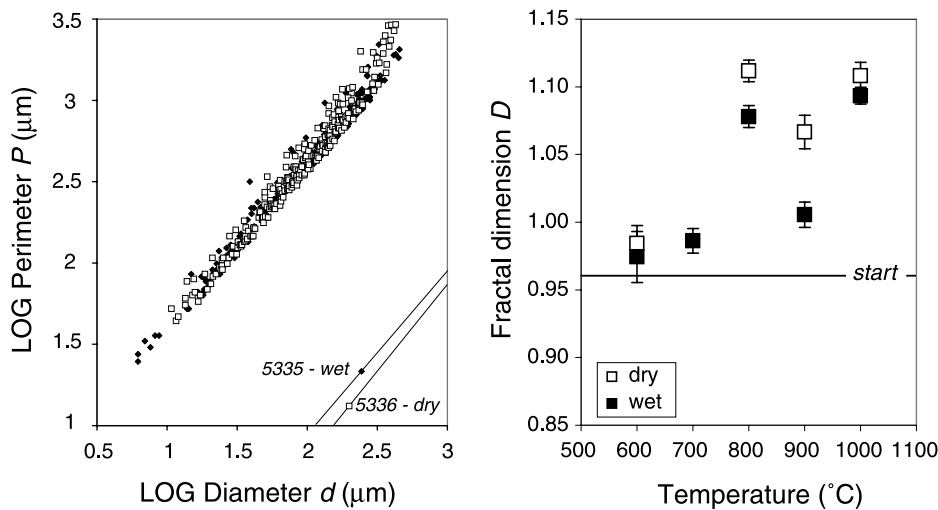 3.5
3
2.5
2
1.5
1
0.5
1
1.5
2
2.5
3
LOG Perimeter P (μm)
LOG Diameter d (μm)
5335 - wet
5336 - dry
1.15
1.10
1.05
1.00
0.95
0.90
0.85
500 600 700 800 900 1000 1100
Fractal dimension D
Temperature (˚C)
start
dry
wet